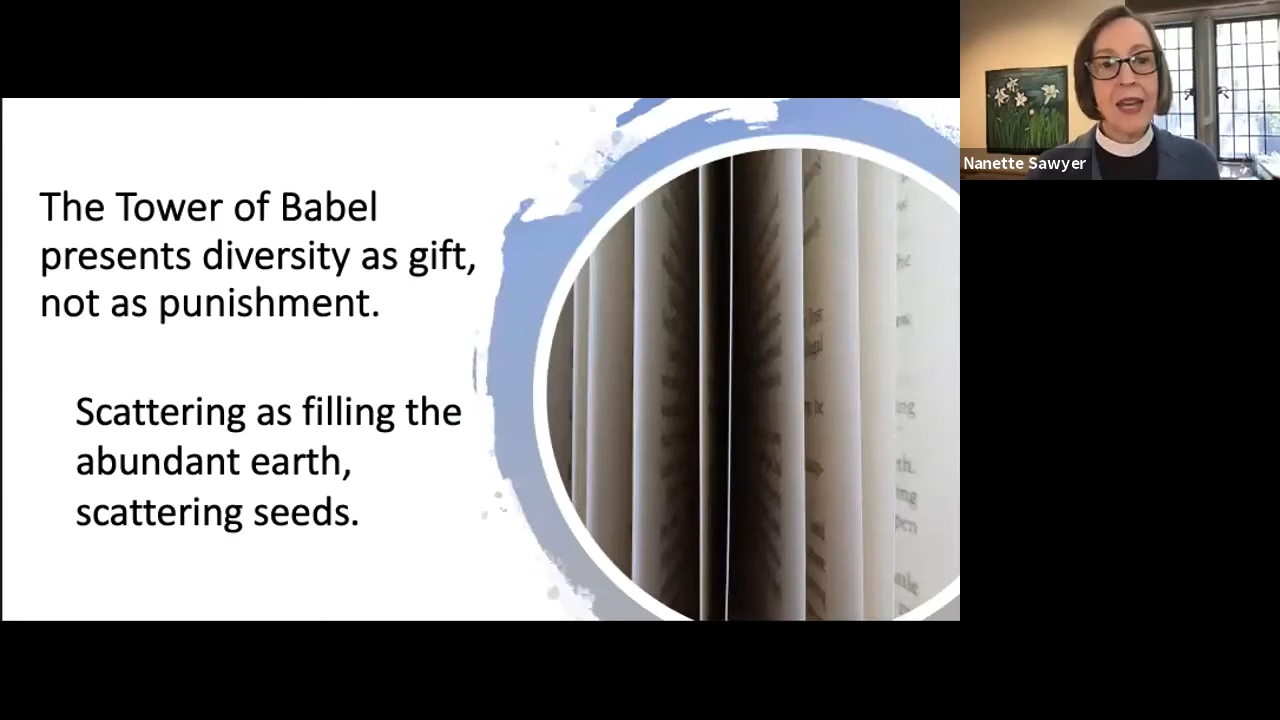 The Tower of Babel
presents diversity as gift,
not as punishment.
Scattering as filling the
abundant earth,
scattering seeds.
Nanette Sawyer